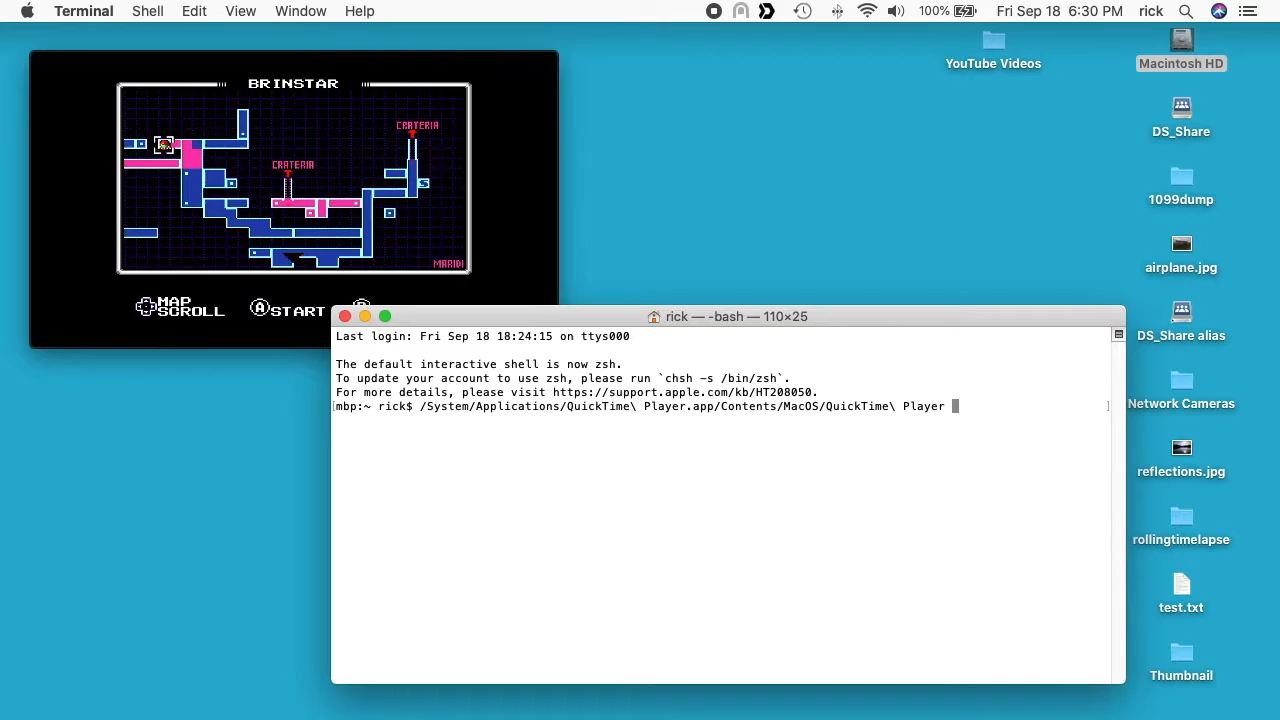 Terminal Shell Edit View Window Help 100% Fri Sep 18 6:30 PM rick
YouTube Videos
Macintosh HD
DS_Share
1099dump
airplane.jpg
DS_Share alias
Network Cameras
reflections.jpg
rollingtimelapse
test.txt
Thumbnail
BRINSTAR
CRATERIA
CRATERIA
MARIDI
MAP
SCROLL
A START
rick — -bash — 110×25
Last login: Fri Sep 18 18:24:15 on ttys000
The default interactive shell is now zsh.
To update your account to use zsh, please run `chsh -s /bin/zsh`.
For more details, please visit https://support.apple.com/kb/HT208050.
[mbp:~ rick$ /System/Applications/QuickTime\ Player.app/Contents/MacOS/QuickTime\ Player ]